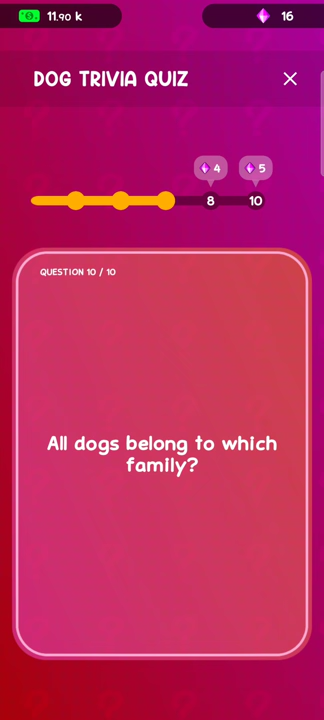 11.90 k
16
DOG TRIVIA QUIZ
4
5
8
10
QUESTION 10 / 10
All dogs belong to which
family?